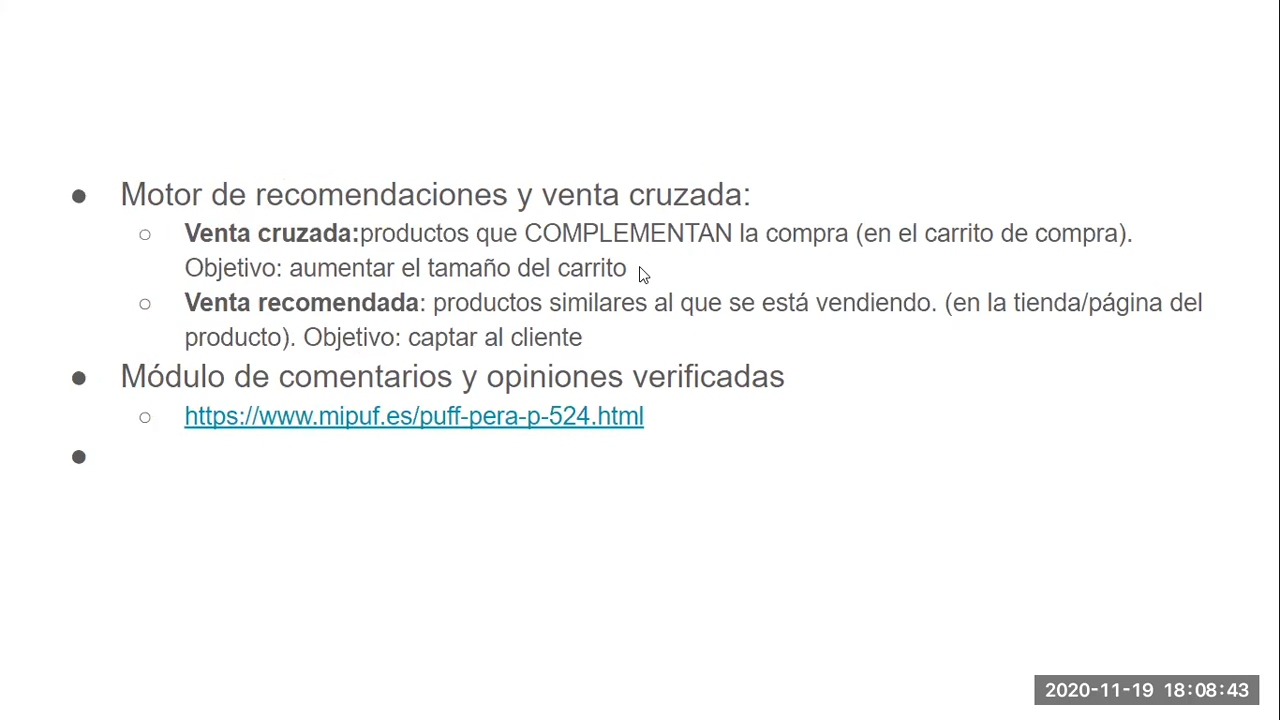 ● Motor de recomendaciones y venta cruzada:
○ Venta cruzada:productos que COMPLEMENTAN la compra (en el carrito de compra).
Objetivo: aumentar el tamaño del carrito
○ Venta recomendada: productos similares al que se está vendiendo. (en la tienda/página del
producto). Objetivo: captar al cliente
● Módulo de comentarios y opiniones verificadas
○ https://www.mipuf.es/puff-pera-p-524.html
●
2020-11-19 18:08:43